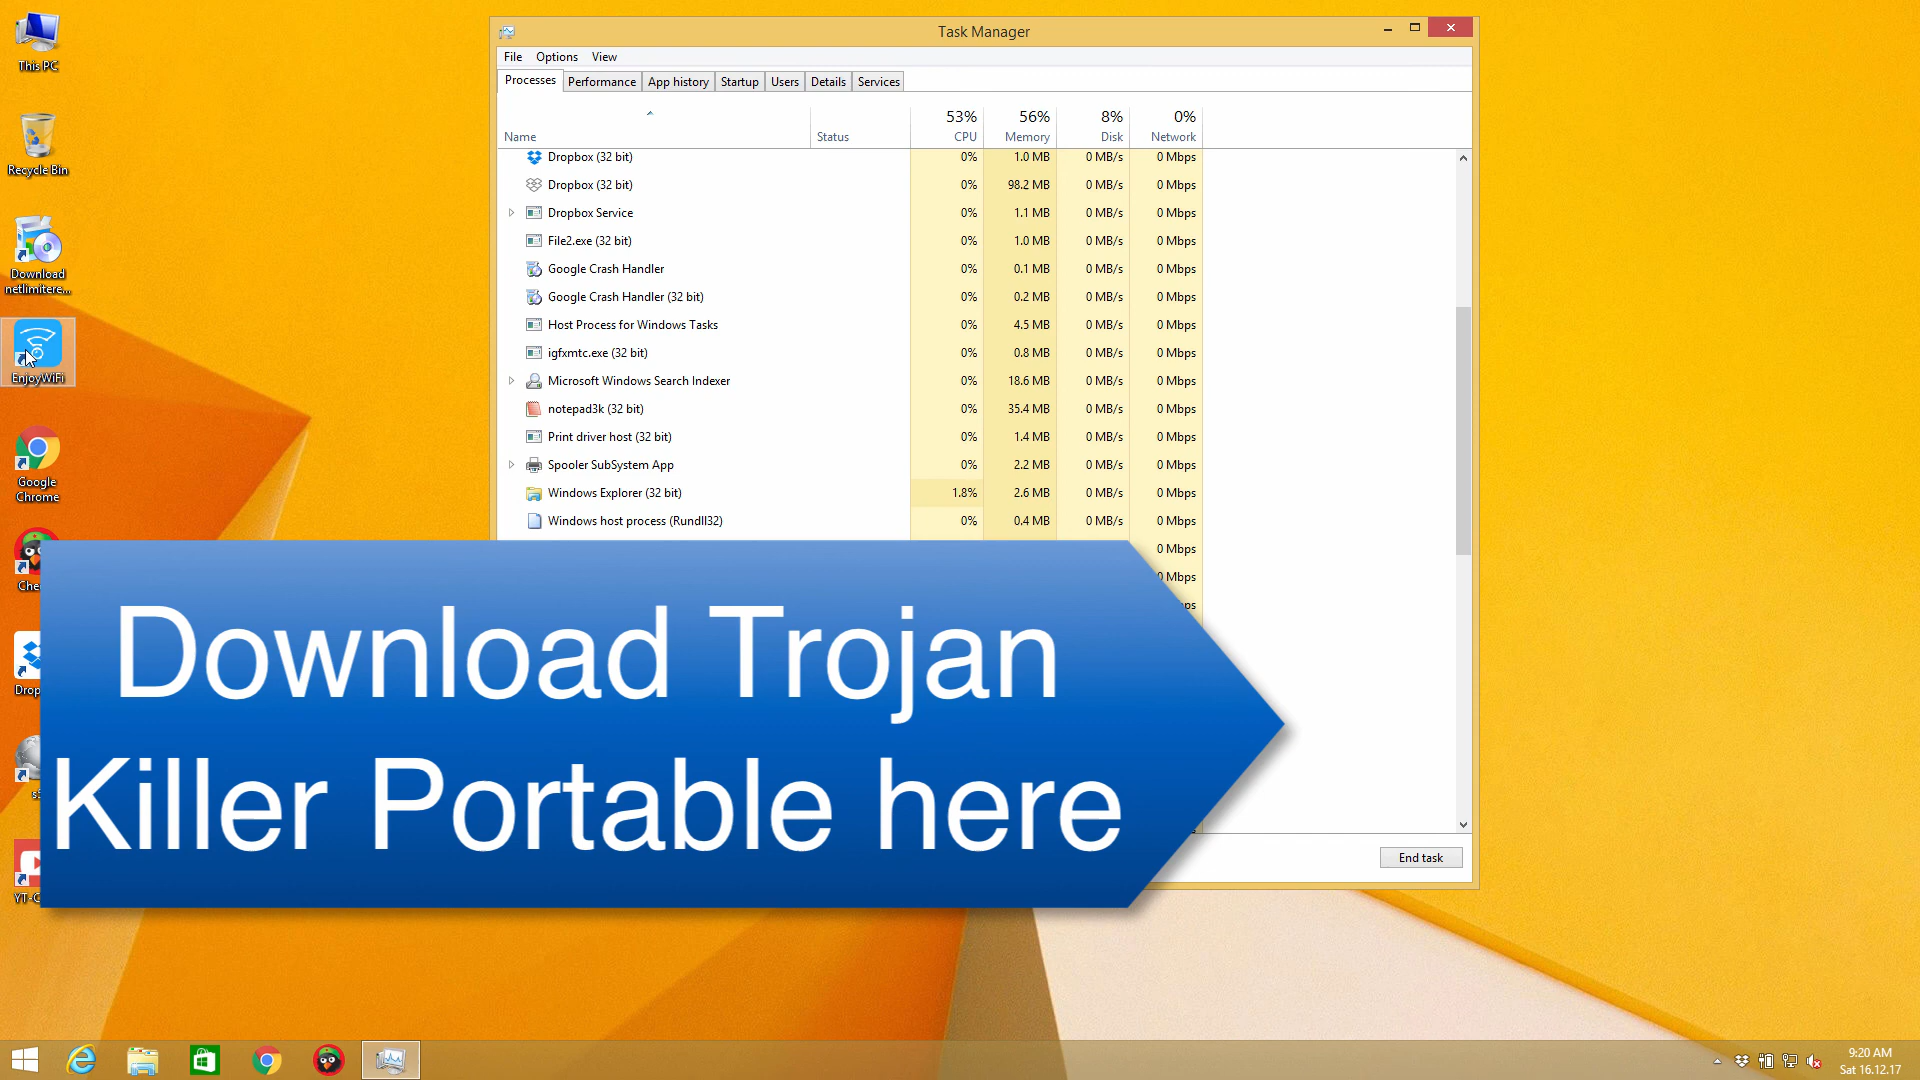 This PC
Recycle Bin
Download
netlimitere...
EnjoyWiFi
Google
Chrome
Che
Drop
YT-C
Task Manager
File Options View
Processes Performance App history Startup Users Details Services
53% 56% 8% 0%
Name Status CPU Memory Disk Network
Dropbox (32 bit) 0% 1.0 MB 0 MB/s 0 Mbps
Dropbox (32 bit) 0% 98.2 MB 0 MB/s 0 Mbps
Dropbox Service 0% 1.1 MB 0 MB/s 0 Mbps
File2.exe (32 bit) 0% 1.0 MB 0 MB/s 0 Mbps
Google Crash Handler 0% 0.1 MB 0 MB/s 0 Mbps
Google Crash Handler (32 bit) 0% 0.2 MB 0 MB/s 0 Mbps
Host Process for Windows Tasks 0% 4.5 MB 0 MB/s 0 Mbps
igfxmtc.exe (32 bit) 0% 0.8 MB 0 MB/s 0 Mbps
Microsoft Windows Search Indexer 0% 18.6 MB 0 MB/s 0 Mbps
notepad3k (32 bit) 0% 35.4 MB 0 MB/s 0 Mbps
Print driver host (32 bit) 0% 1.4 MB 0 MB/s 0 Mbps
Spooler SubSystem App 0% 2.2 MB 0 MB/s 0 Mbps
Windows Explorer (32 bit) 1.8% 2.6 MB 0 MB/s 0 Mbps
Windows host process (Rundll32) 0% 0.4 MB 0 MB/s 0 Mbps
0 Mbps
0 Mbps
ps
Download Trojan
Killer Portable here
End task
9:20 AM
Sat 16.12.17